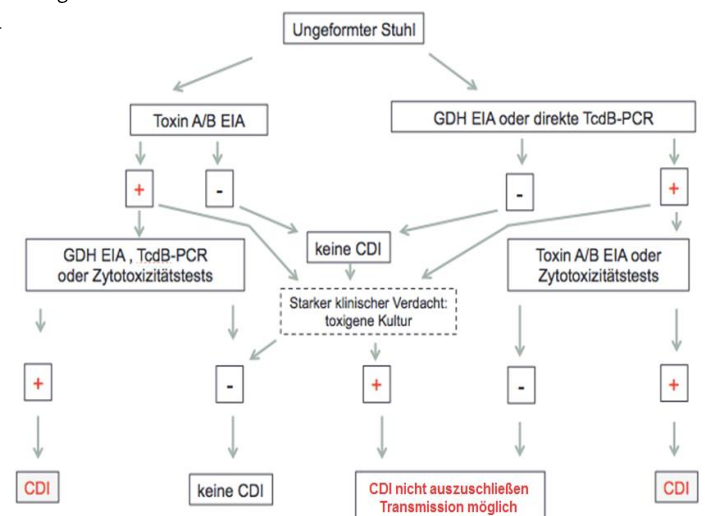 Ungeformter Stuhl
Toxin A/B EIA
GDH EIA oder direkte TcdB-PCR
+
-
-
+
keine CDI
GDH EIA , TcdB-PCR
oder Zytotoxizitätstests
Toxin A/B EIA oder
Zytotoxizitätstests
Starker klinischer Verdacht:
toxigene Kultur
+
-
+
-
+
CDI
keine CDI
CDI nicht auszuschließen
Transmission möglich
CDI